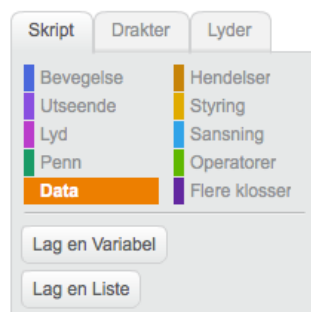 Skript Drakter Lyder
Bevegelse Hendelser
Utseende Styring
Lyd Sansning
Penn Operatorer
Data Flere klosser
Lag en Variabel
Lag en Liste